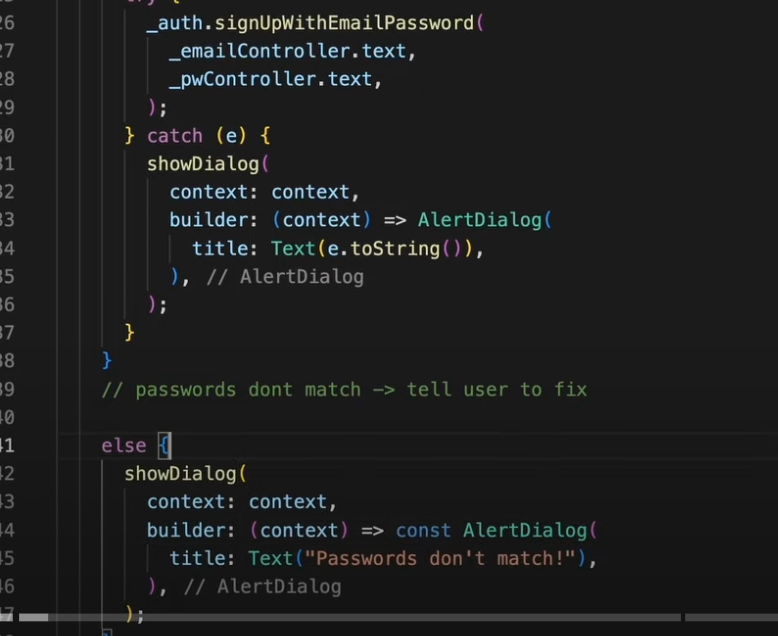 try {
26 _auth.signUpWithEmailPassword(
27 _emailController.text,
28 _pwController.text,
29 );
30 } catch (e) {
31 showDialog(
32 context: context,
33 builder: (context) => AlertDialog(
34 title: Text(e.toString()),
35 ), // AlertDialog
36 );
37 }
38 }
39 // passwords dont match -> tell user to fix
40
41 else {
42 showDialog(
43 context: context,
44 builder: (context) => const AlertDialog(
45 title: Text("Passwords don't match!"),
46 ), // AlertDialog
47 );